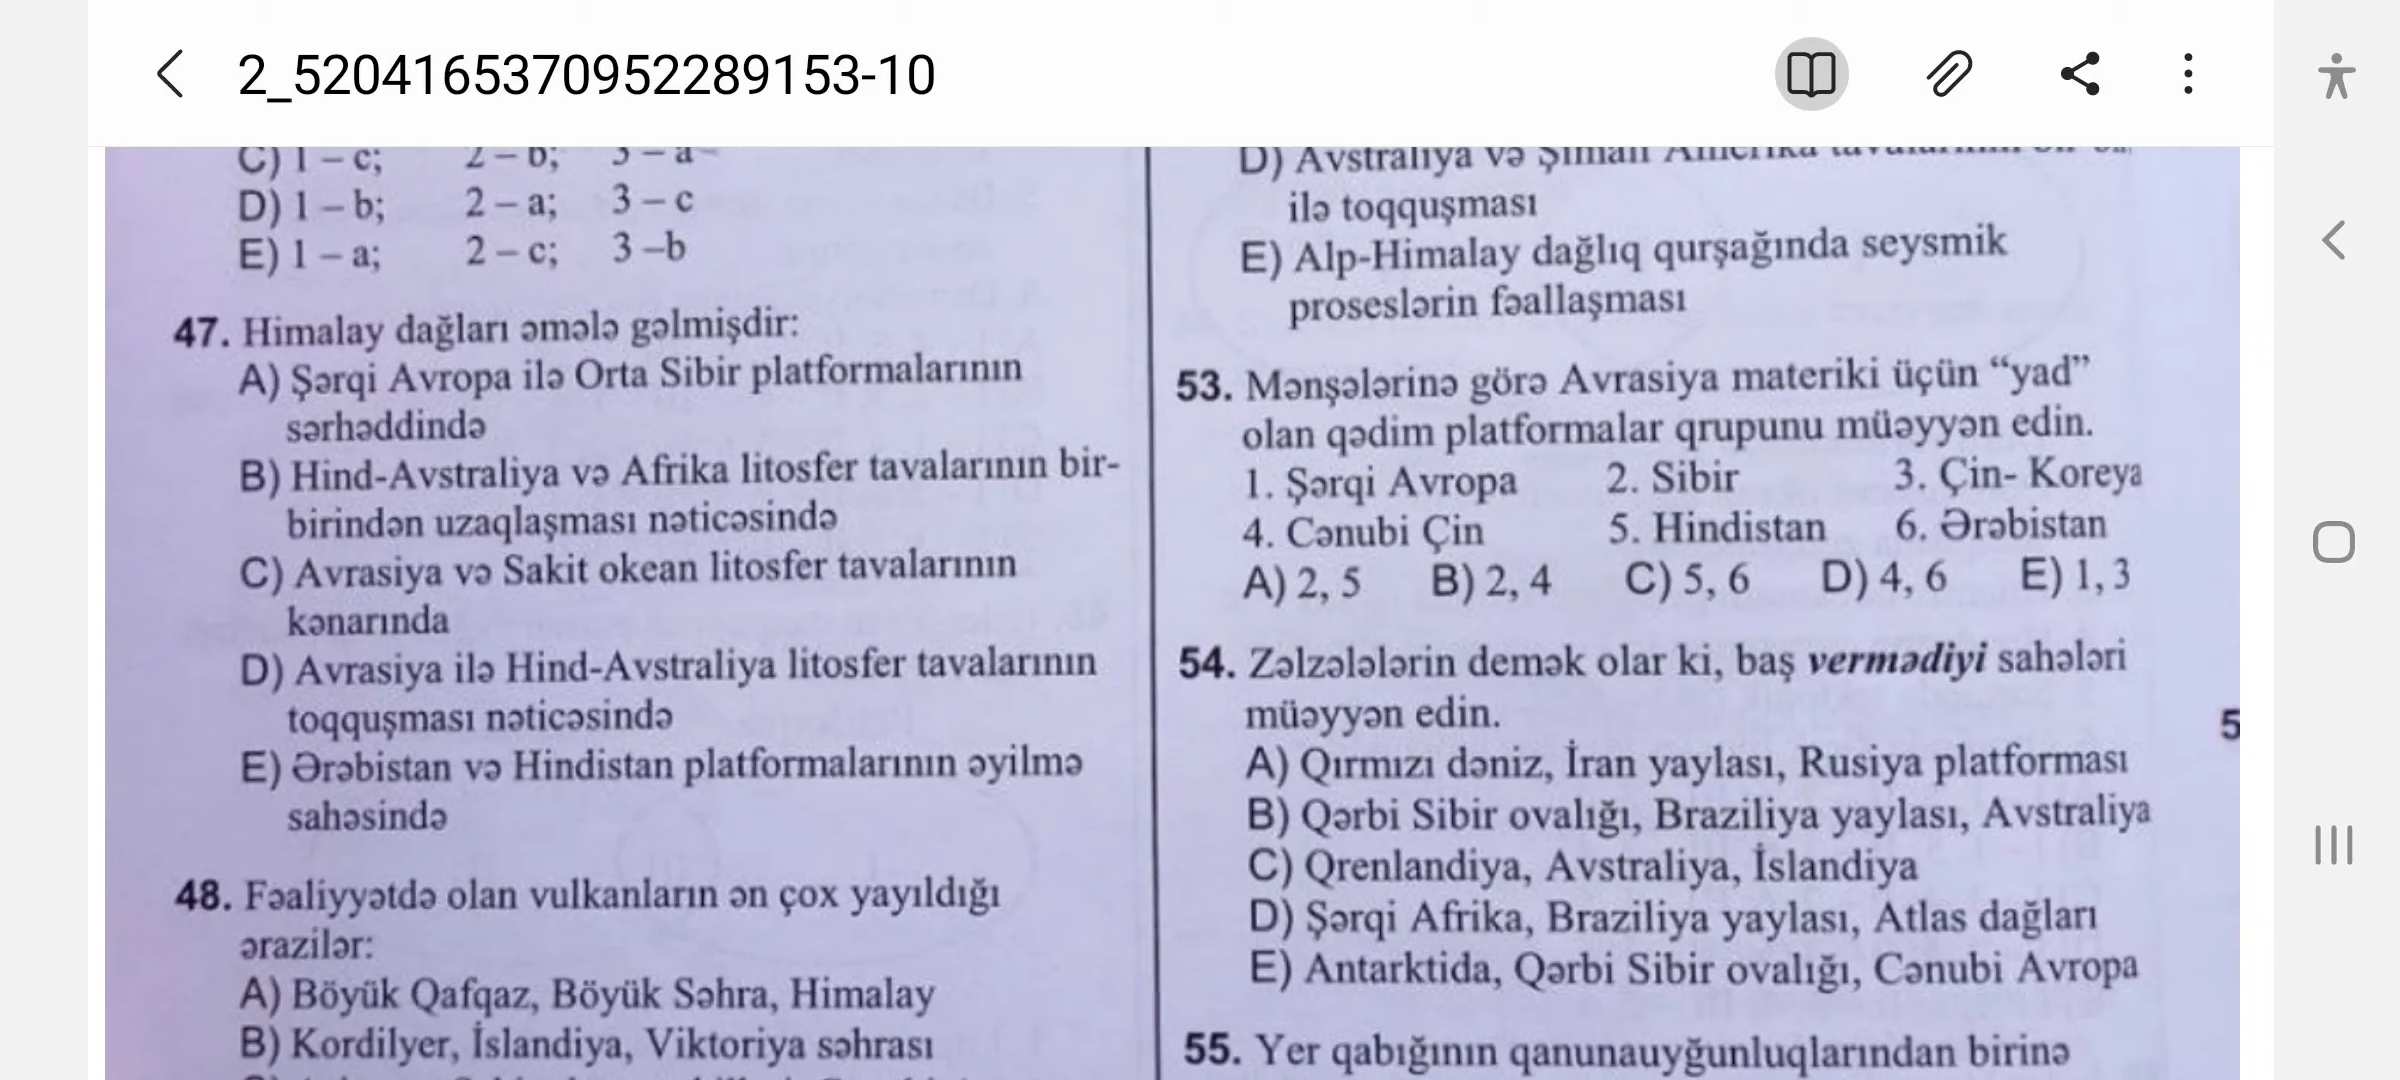 2_5204165370952289153-10
C) 1 – c; 2 – b; 3 – a
D) 1 – b; 2 – a; 3 – c
E) 1 – a; 2 – c; 3 –b
47. Himalay dağları əmələ gəlmişdir:
A) Şərqi Avropa ilə Orta Sibir platformalarının
sərhəddində
B) Hind-Avstraliya və Afrika litosfer tavalarının bir-
birindən uzaqlaşması nəticəsində
C) Avrasiya və Sakit okean litosfer tavalarının
kənarında
D) Avrasiya ilə Hind-Avstraliya litosfer tavalarının
toqquşması nəticəsində
E) Ərəbistan və Hindistan platformalarının əyilmə
sahəsində
48. Fəaliyyətdə olan vulkanların ən çox yayıldığı
ərazilər:
A) Böyük Qafqaz, Böyük Səhra, Himalay
B) Kordilyer, İslandiya, Viktoriya səhrası
D) Avstraliya və Şimali Amerika
ilə toqquşması
E) Alp-Himalay dağlıq qurşağında seysmik
proseslərin fəallaşması
53. Mənşələrinə görə Avrasiya materiki üçün “yad”
olan qədim platformalar qrupunu müəyyən edin.
1. Şərqi Avropa 2. Sibir 3. Çin- Koreya
4. Cənubi Çin 5. Hindistan 6. Ərəbistan
A) 2, 5 B) 2, 4 C) 5, 6 D) 4, 6 E) 1, 3
54. Zəlzələlərin demək olar ki, baş vermədiyi sahələri
müəyyən edin.
A) Qırmızı dəniz, İran yaylası, Rusiya platforması
B) Qərbi Sibir ovalığı, Braziliya yaylası, Avstraliya
C) Qrenlandiya, Avstraliya, İslandiya
D) Şərqi Afrika, Braziliya yaylası, Atlas dağları
E) Antarktida, Qərbi Sibir ovalığı, Cənubi Avropa
55. Yer qabığının qanunauyğunluqlarından birinə
5